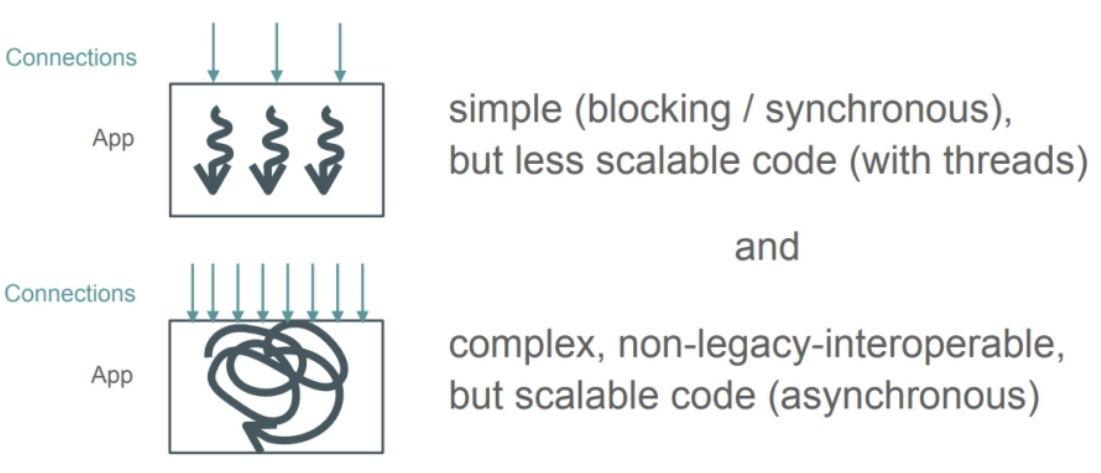 Connections
App
simple (blocking / synchronous),
but less scalable code (with threads)
and
Connections
App
complex, non-legacy-interoperable,
but scalable code (asynchronous)